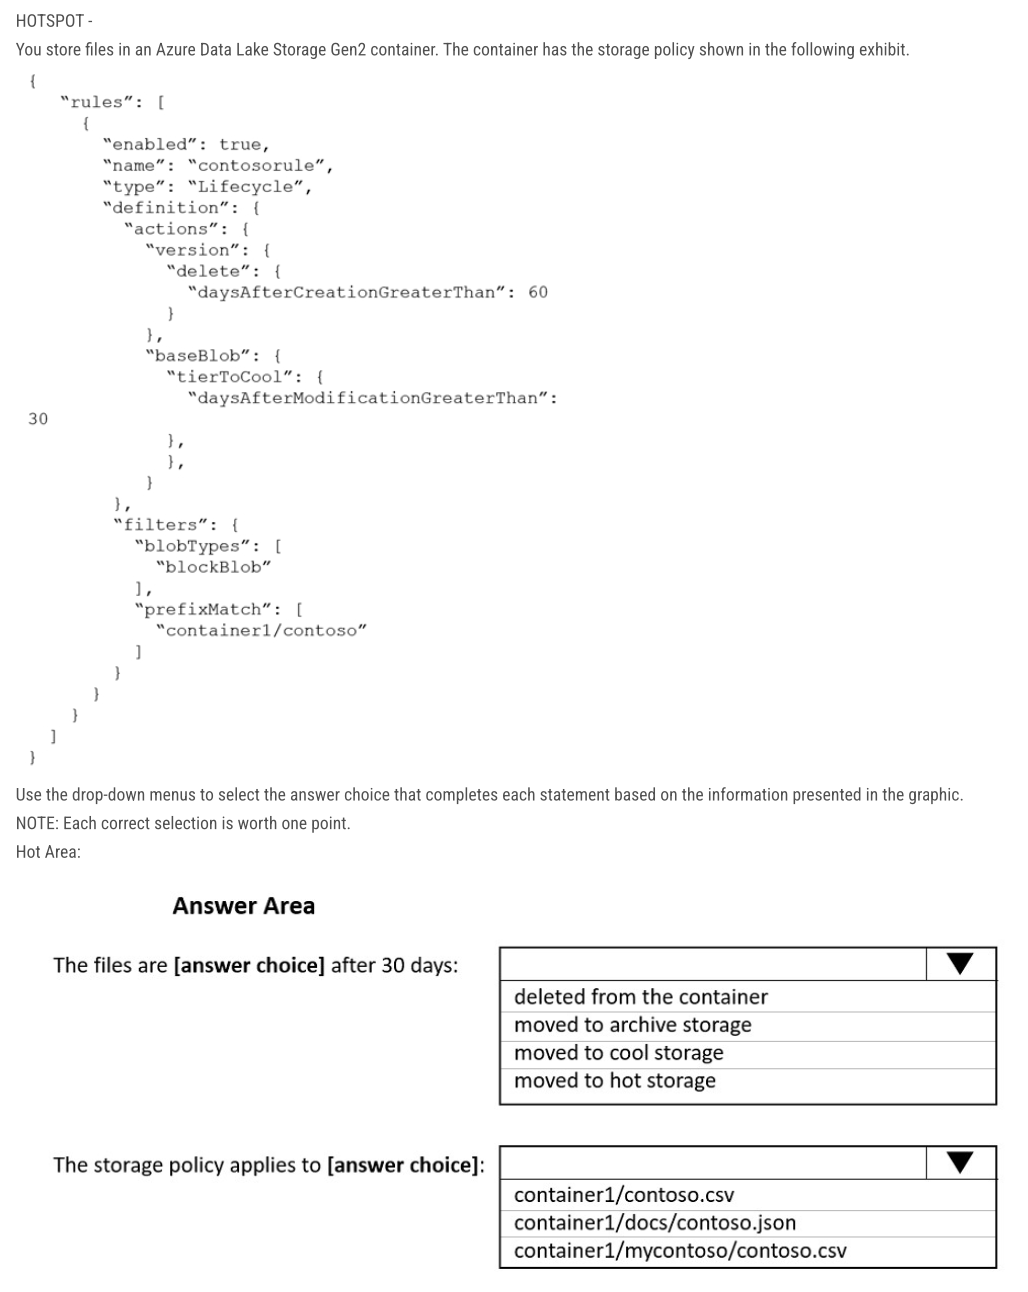 HOTSPOT -
You store files in an Azure Data Lake Storage Gen2 container. The container has the storage policy shown in the following exhibit.
{
“rules”: [
{
“enabled”: true,
“name”: “contosorule”,
“type”: “Lifecycle”,
“definition”: {
“actions”: {
“version”: {
“delete”: {
“daysAfterCreationGreaterThan”: 60
}
},
“baseBlob”: {
“tierToCool”: {
“daysAfterModificationGreaterThan”:
30
},
},
}
},
“filters”: {
“blobTypes”: [
“blockBlob”
],
“prefixMatch”: [
“container1/contoso”
]
}
}
}
]
}
Use the drop-down menus to select the answer choice that completes each statement based on the information presented in the graphic.
NOTE: Each correct selection is worth one point.
Hot Area:
Answer Area
The files are [answer choice] after 30 days:
deleted from the container
moved to archive storage
moved to cool storage
moved to hot storage
The storage policy applies to [answer choice]:
container1/contoso.csv
container1/docs/contoso.json
container1/mycontoso/contoso.csv